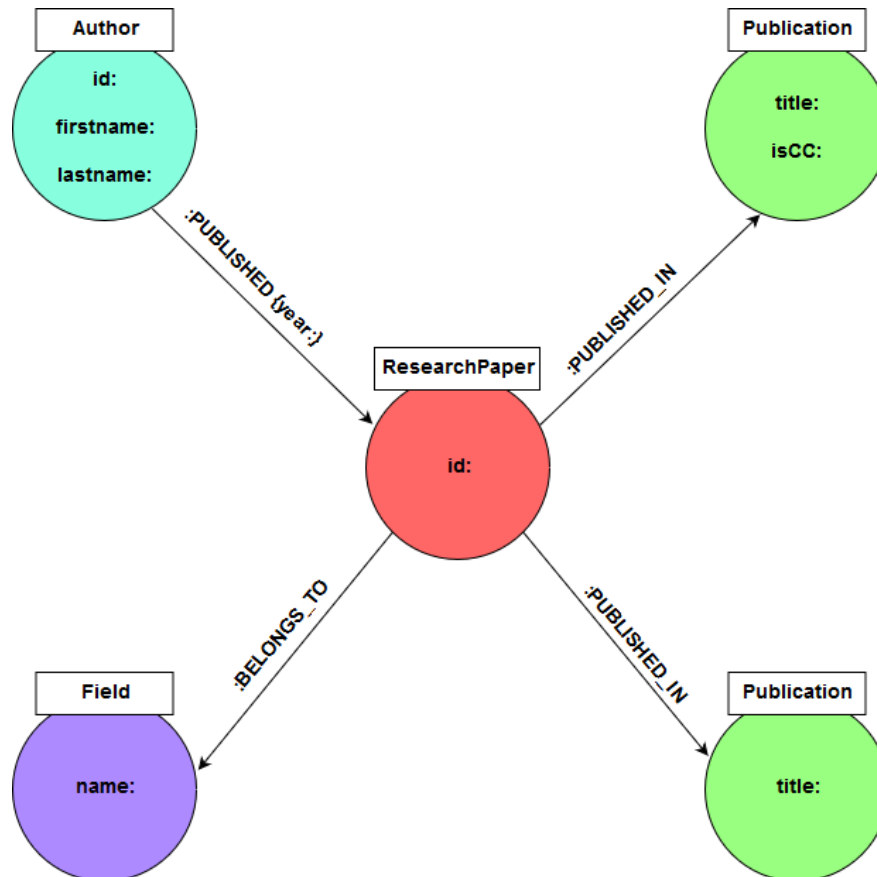 Author
id:
firstname:
lastname:
Publication
title:
isCC:
:PUBLISHED {year:}
:PUBLISHED_IN
ResearchPaper
id:
:BELONGS_TO
:PUBLISHED_IN
Field
name:
Publication
title: